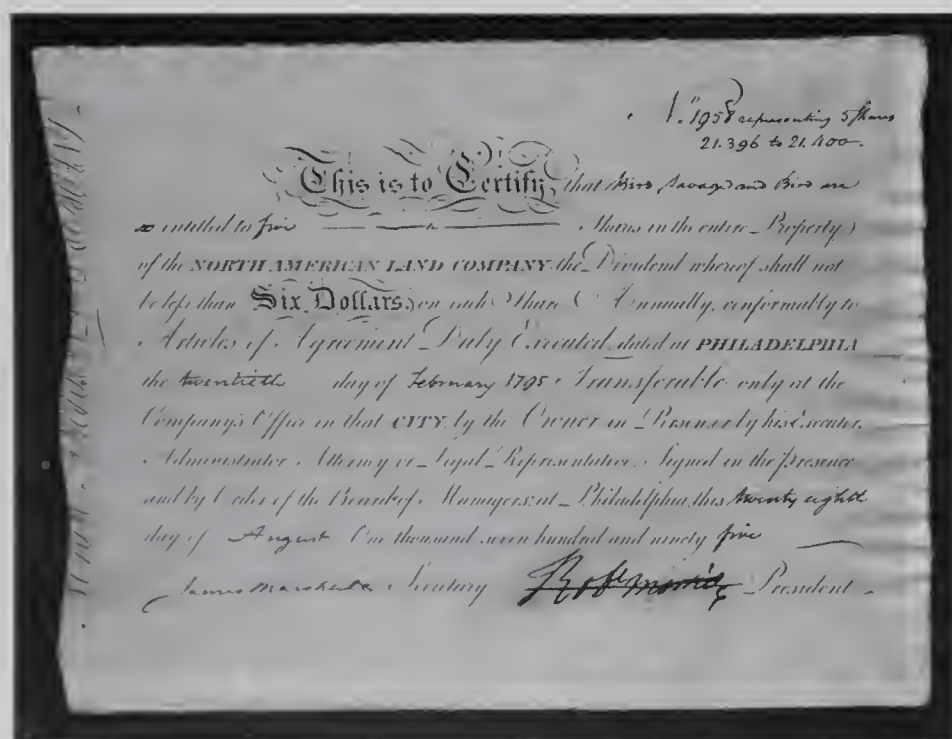 No. 1958 representing 5 Shares
21.396 to 21.400.
This is to Certify, that Bird, Savage and Bird are
entitled to five Shares in the entire Property
of the NORTH AMERICAN LAND COMPANY, the Dividend whereof shall not
be less than Six Dollars on each Share Annually, conformably to
Articles of Agreement Duly Executed, dated at PHILADELPHIA
the twentieth day of February 1795. Transferable only at the
Company's Office in that CITY, by the Owner in Person or by his Executor,
Administrator, Attorney or Legal Representative. Signed in the presence
and by Order of the Board of Managers, at Philadelphia, this twenty eighth
day of August One thousand seven hundred and ninety five
James Marshall Secretary Robt Morris President